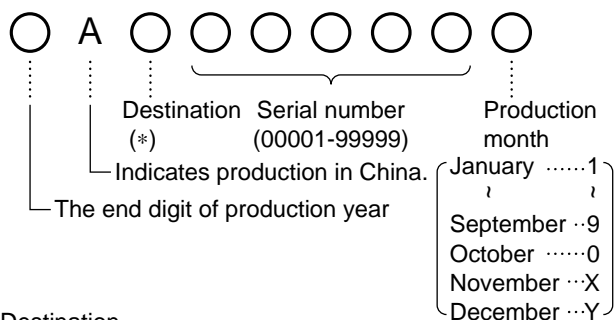 A
Destination Serial number Production
(*) (00001-99999) month
Indicates production in China. January ······1
The end digit of production year ~ ~
September ··9
October ······0
November ···X
December ···Y
Destination